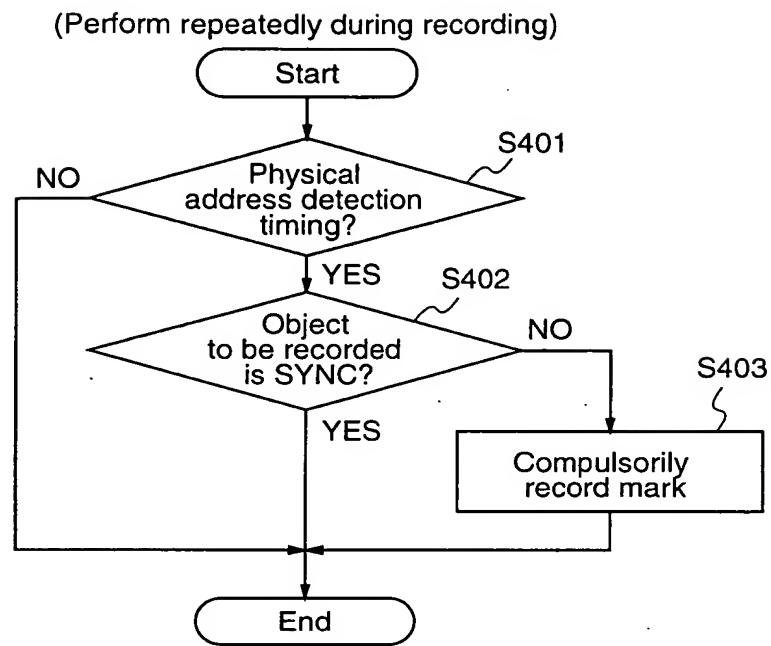 (Perform repeatedly during recording)
Start
S401
NO
Physical
address detection
timing?
YES
S402
Object
to be recorded
is SYNC?
NO
S403
YES
Compulsorily
record mark
End